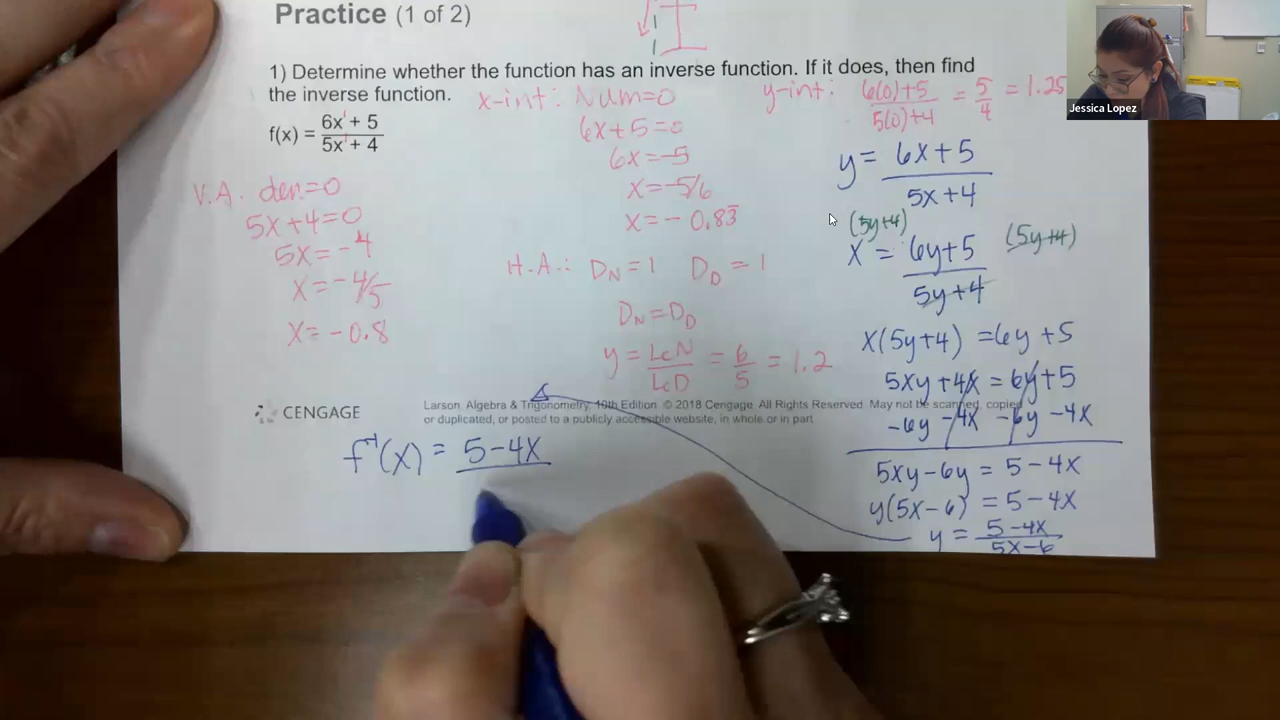 Practice (1 of 2)
1) Determine whether the function has an inverse function. If it does, then find
the inverse function.
f(x) = 6x¹ + 5 / 5x¹ + 4
x-int: Num=0
6x+5=0
6x=-5
x=-5/6
x=-0.83̅
y-int: 6(0)+5 / 5(0)+4 = 5/4 = 1.25
Jessica Lopez
V.A. den=0
5x+4=0
5x=-4
x=-4/5
x=-0.8
H.A.: D_N=1 D_D=1
D_N=D_D
y= LCN/LCD = 6/5 = 1.2
y= 6x+5 / 5x+4
(5y+4) x = 6y+5 / 5y+4 (5y+4)
x(5y+4) =6y+5
5xy+4x=6y+5
-6y -4x -6y -4x
5xy-6y = 5-4x
y(5x-6) = 5-4x
y = 5-4x / 5x-6
CENGAGE
Larson, Algebra & Trigonometry, 10th Edition. © 2018 Cengage. All Rights Reserved. May not be scanned, copied
or duplicated, or posted to a publicly accessible website, in whole or in part
f⁻¹(x) = 5-4x